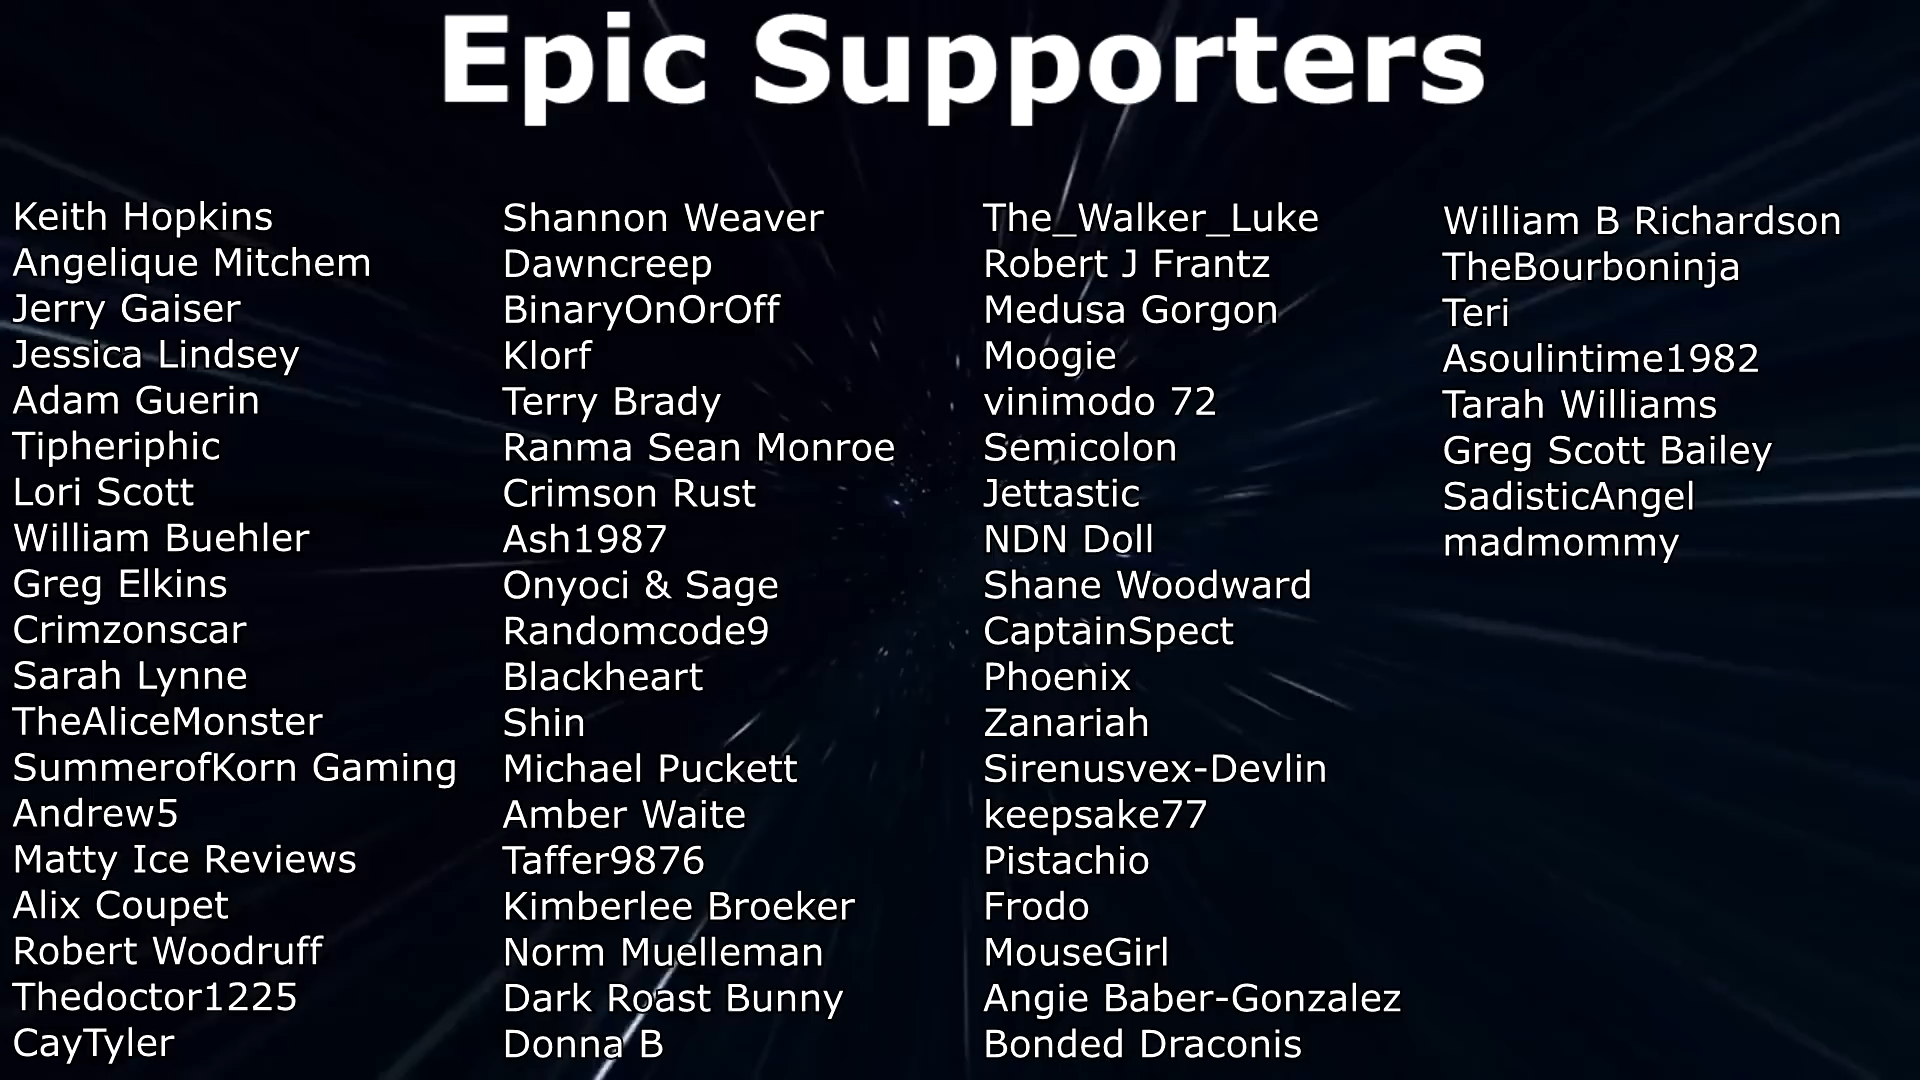 Epic Supporters
Keith Hopkins
Angelique Mitchem
Jerry Gaiser
Jessica Lindsey
Adam Guerin
Tipheriphic
Lori Scott
William Buehler
Greg Elkins
Crimzonscar
Sarah Lynne
TheAliceMonster
SummerofKorn Gaming
Andrew5
Matty Ice Reviews
Alix Coupet
Robert Woodruff
Thedoctor1225
CayTyler
Shannon Weaver
Dawncreep
BinaryOnOrOff
Klorf
Terry Brady
Ranma Sean Monroe
Crimson Rust
Ash1987
Onyoci & Sage
Randomcode9
Blackheart
Shin
Michael Puckett
Amber Waite
Taffer9876
Kimberlee Broeker
Norm Muelleman
Dark Roast Bunny
Donna B
The_Walker_Luke
Robert J Frantz
Medusa Gorgon
Moogie
vinimodo 72
Semicolon
Jettastic
NDN Doll
Shane Woodward
CaptainSpect
Phoenix
Zanariah
Sirenusvex-Devlin
keepsake77
Pistachio
Frodo
MouseGirl
Angie Baber-Gonzalez
Bonded Draconis
William B Richardson
TheBourboninja
Teri
Asoulintime1982
Tarah Williams
Greg Scott Bailey
SadisticAngel
madmommy